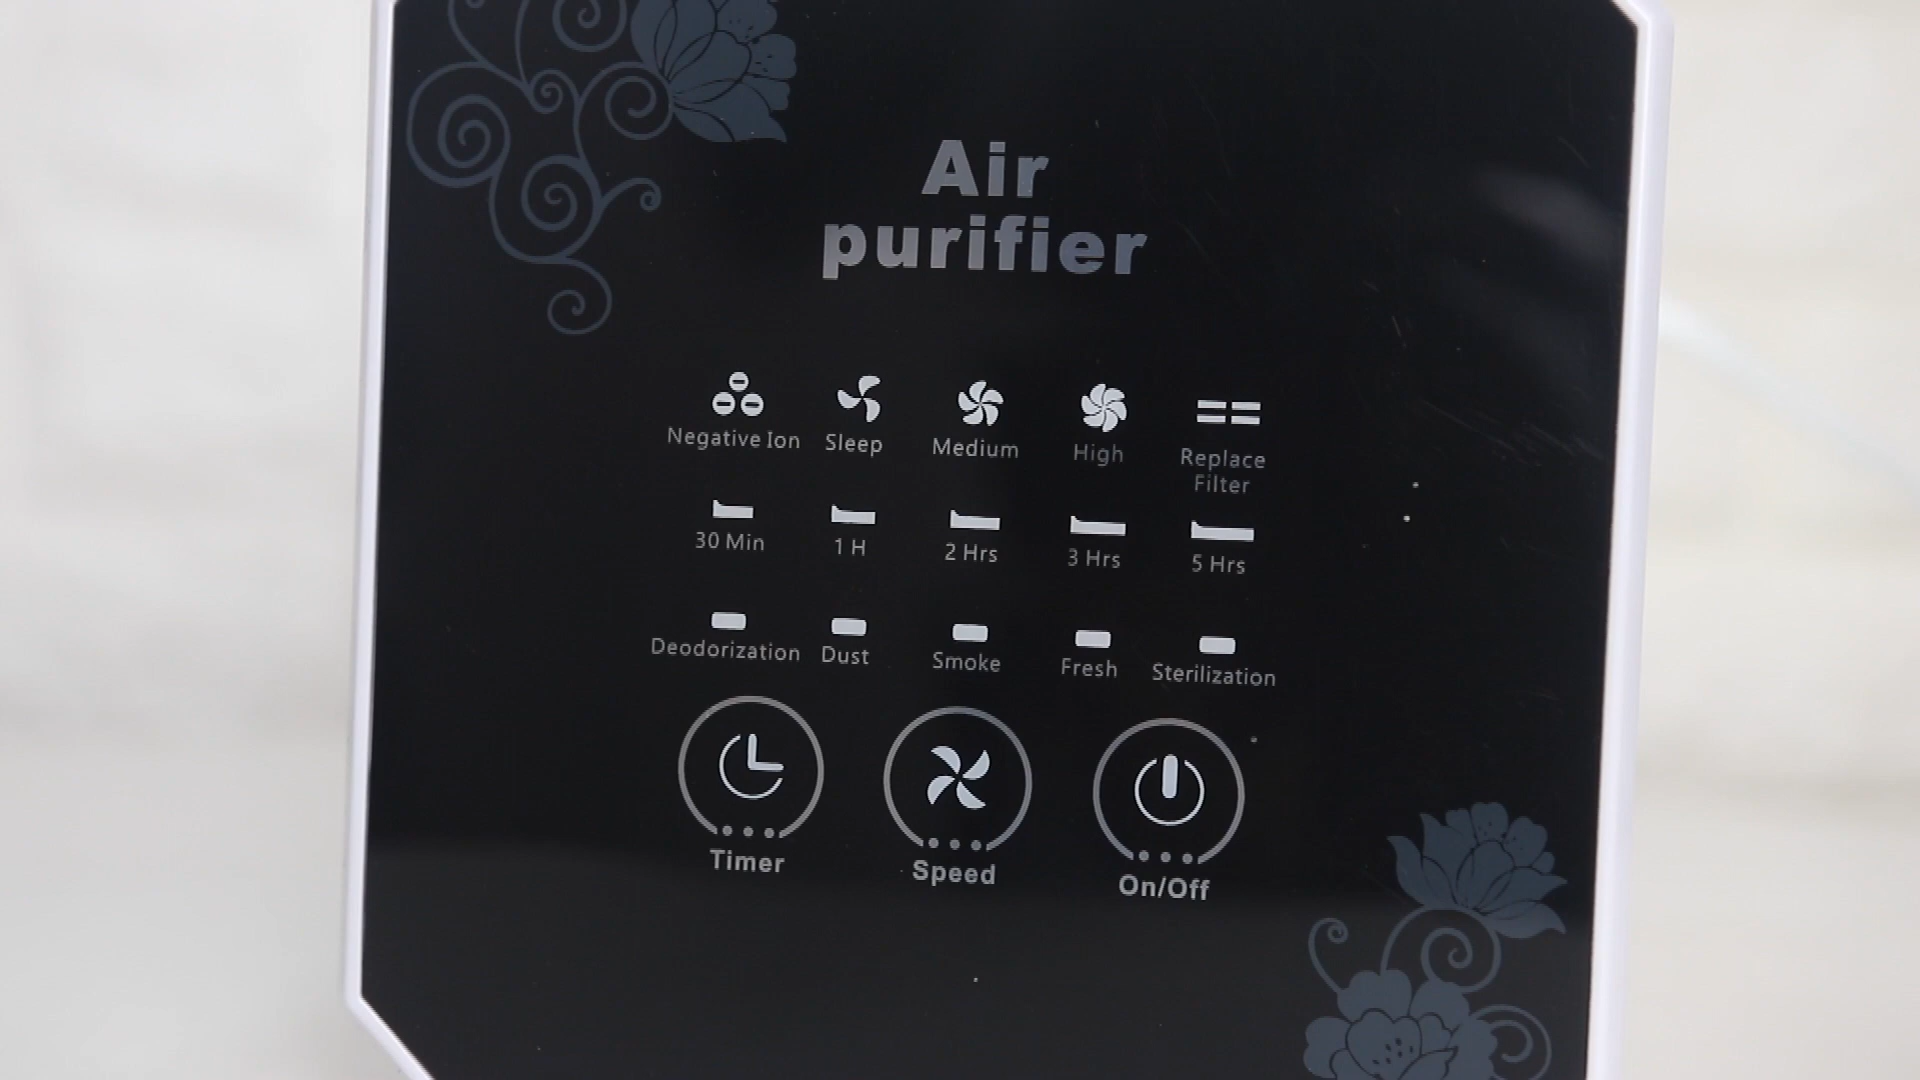 Air
purifier
Negative Ion Sleep Medium High Replace
Filter
30 Min 1 H 2 Hrs 3 Hrs 5 Hrs
Deodorization Dust Smoke Fresh Sterilization
Timer Speed On/Off